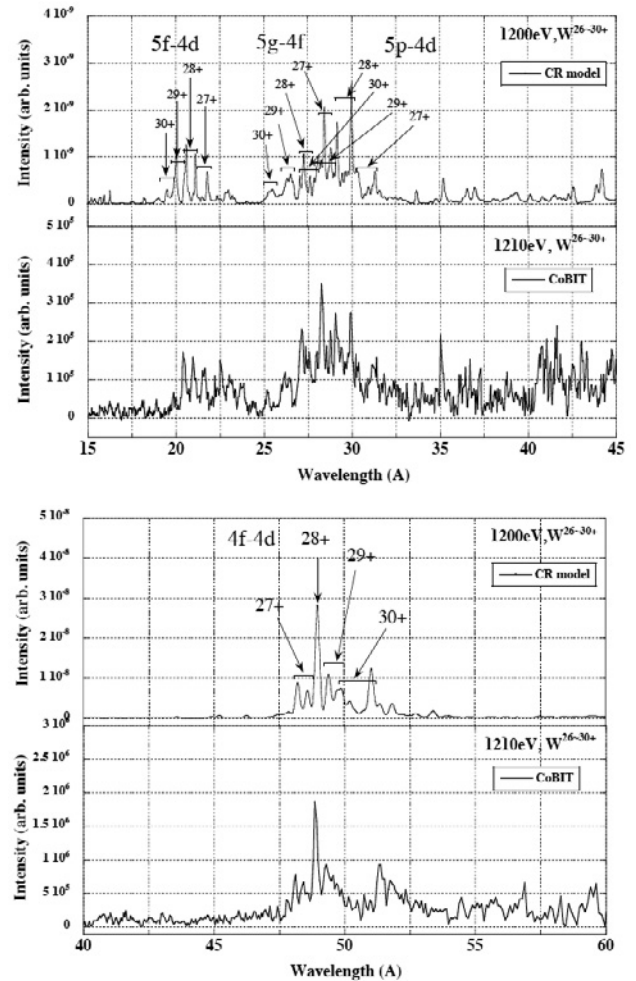 5f-4d 5g-4f 5p-4d 1200eV,W26~30+
CR model
30+ 29+ 28+ 27+ 30+ 29+ 28+ 27+ 28+ 30+ 29+ 27+
Intensity (arb. units)
4 10-9
3 10-9
2 10-9
1 10-9
0
1210eV, W26~30+
CoBIT
Intensity (arb. units)
5 105
4 105
3 105
2 105
1 105
0
15 20 25 30 35 40 45
Wavelength (A)
4f-4d 28+ 1200eV, W26~30+
CR model
27+ 29+ 30+
Intensity (arb. units)
5 10-8
4 10-8
3 10-8
2 10-8
1 10-8
0
1210eV, W26~30+
CoBIT
Intensity (arb. units)
3 106
2.5 106
2 106
1.5 106
1 106
5 105
0
40 45 50 55 60
Wavelength (A)